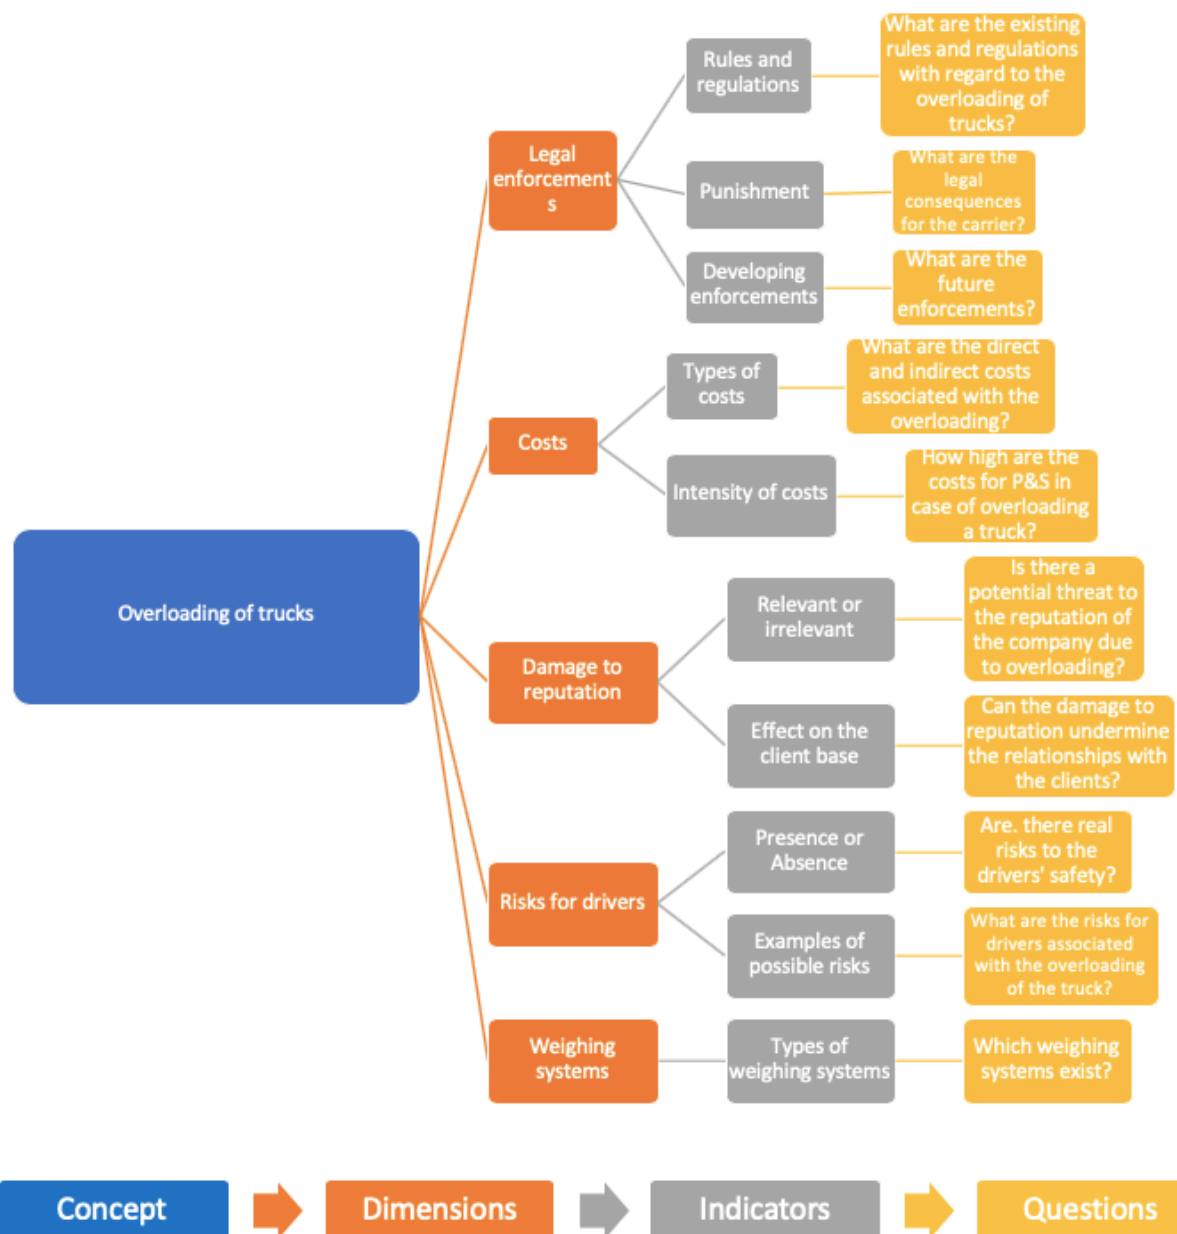 What are the existing
rules and regulations
with regard to the
overloading of
trucks?
Rules and
regulations
Legal
enforcement
s
Punishment
What are the
legal
consequences
for the carrier?
Developing
enforcements
What are the
future
enforcements?
Types of
costs
What are the direct
and indirect costs
associated with the
overloading?
Costs
Intensity of costs
How high are the
costs for P&S in
case of overloading
a truck?
Overloading of trucks
Relevant or
irrelevant
Is there a
potential threat to
the reputation of
the company due
to overloading?
Damage to
reputation
Effect on the
client base
Can the damage to
reputation undermine
the relationships with
the clients?
Presence or
Absence
Are. there real
risks to the
drivers' safety?
Risks for drivers
Examples of
possible risks
What are the risks for
drivers associated
with the overloading
of the truck?
Weighing
systems
Types of
weighing systems
Which weighing
systems exist?
Concept
Dimensions
Indicators
Questions